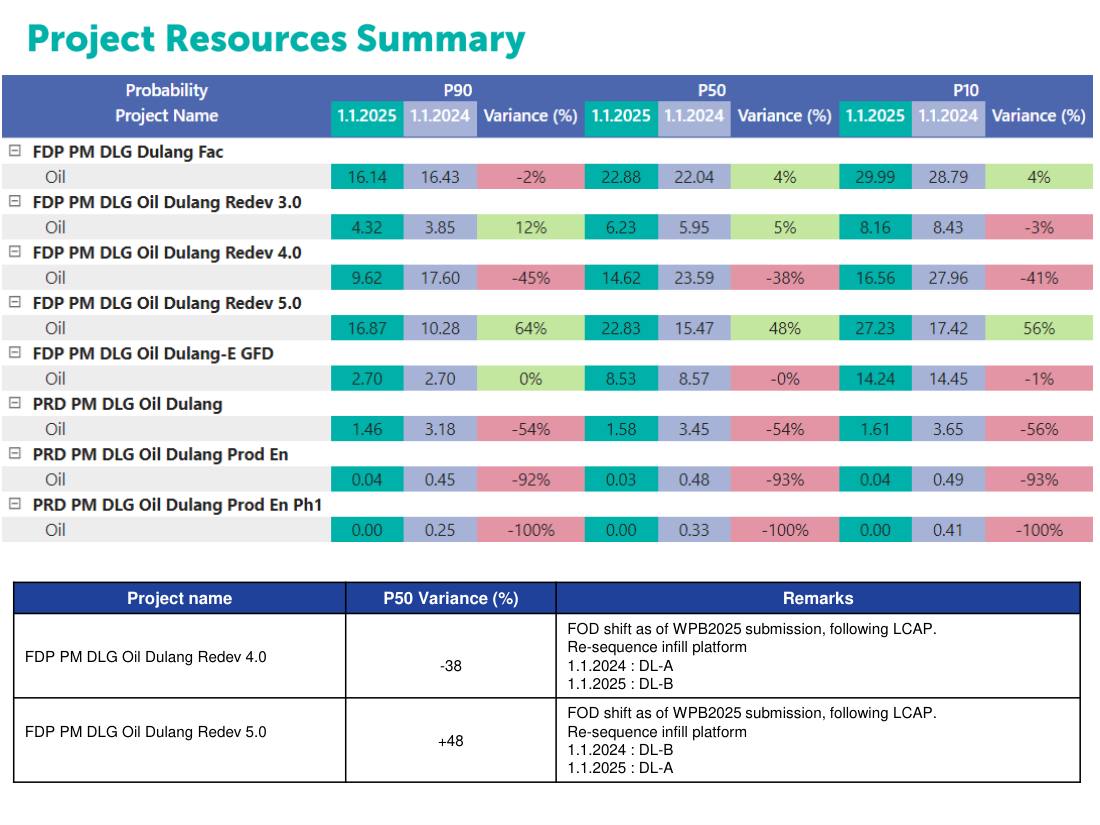 Project Resources Summary
Probability P90 P50 P10
Project Name 1.1.2025 1.1.2024 Variance (%) 1.1.2025 1.1.2024 Variance (%) 1.1.2025 1.1.2024 Variance (%)
FDP PM DLG Dulang Fac
Oil 16.14 16.43 -2% 22.88 22.04 4% 29.99 28.79 4%
FDP PM DLG Oil Dulang Redev 3.0
Oil 4.32 3.85 12% 6.23 5.95 5% 8.16 8.43 -3%
FDP PM DLG Oil Dulang Redev 4.0
Oil 9.62 17.60 -45% 14.62 23.59 -38% 16.56 27.96 -41%
FDP PM DLG Oil Dulang Redev 5.0
Oil 16.87 10.28 64% 22.83 15.47 48% 27.23 17.42 56%
FDP PM DLG Oil Dulang-E GFD
Oil 2.70 2.70 0% 8.53 8.57 -0% 14.24 14.45 -1%
PRD PM DLG Oil Dulang
Oil 1.46 3.18 -54% 1.58 3.45 -54% 1.61 3.65 -56%
PRD PM DLG Oil Dulang Prod En
Oil 0.04 0.45 -92% 0.03 0.48 -93% 0.04 0.49 -93%
PRD PM DLG Oil Dulang Prod En Ph1
Oil 0.00 0.25 -100% 0.00 0.33 -100% 0.00 0.41 -100%
Project name P50 Variance (%) Remarks
FDP PM DLG Oil Dulang Redev 4.0
-38
FOD shift as of WPB2025 submission, following LCAP.
Re-sequence infill platform
1.1.2024 : DL-A
1.1.2025 : DL-B
FDP PM DLG Oil Dulang Redev 5.0
+48
FOD shift as of WPB2025 submission, following LCAP.
Re-sequence infill platform
1.1.2024 : DL-B
1.1.2025 : DL-A